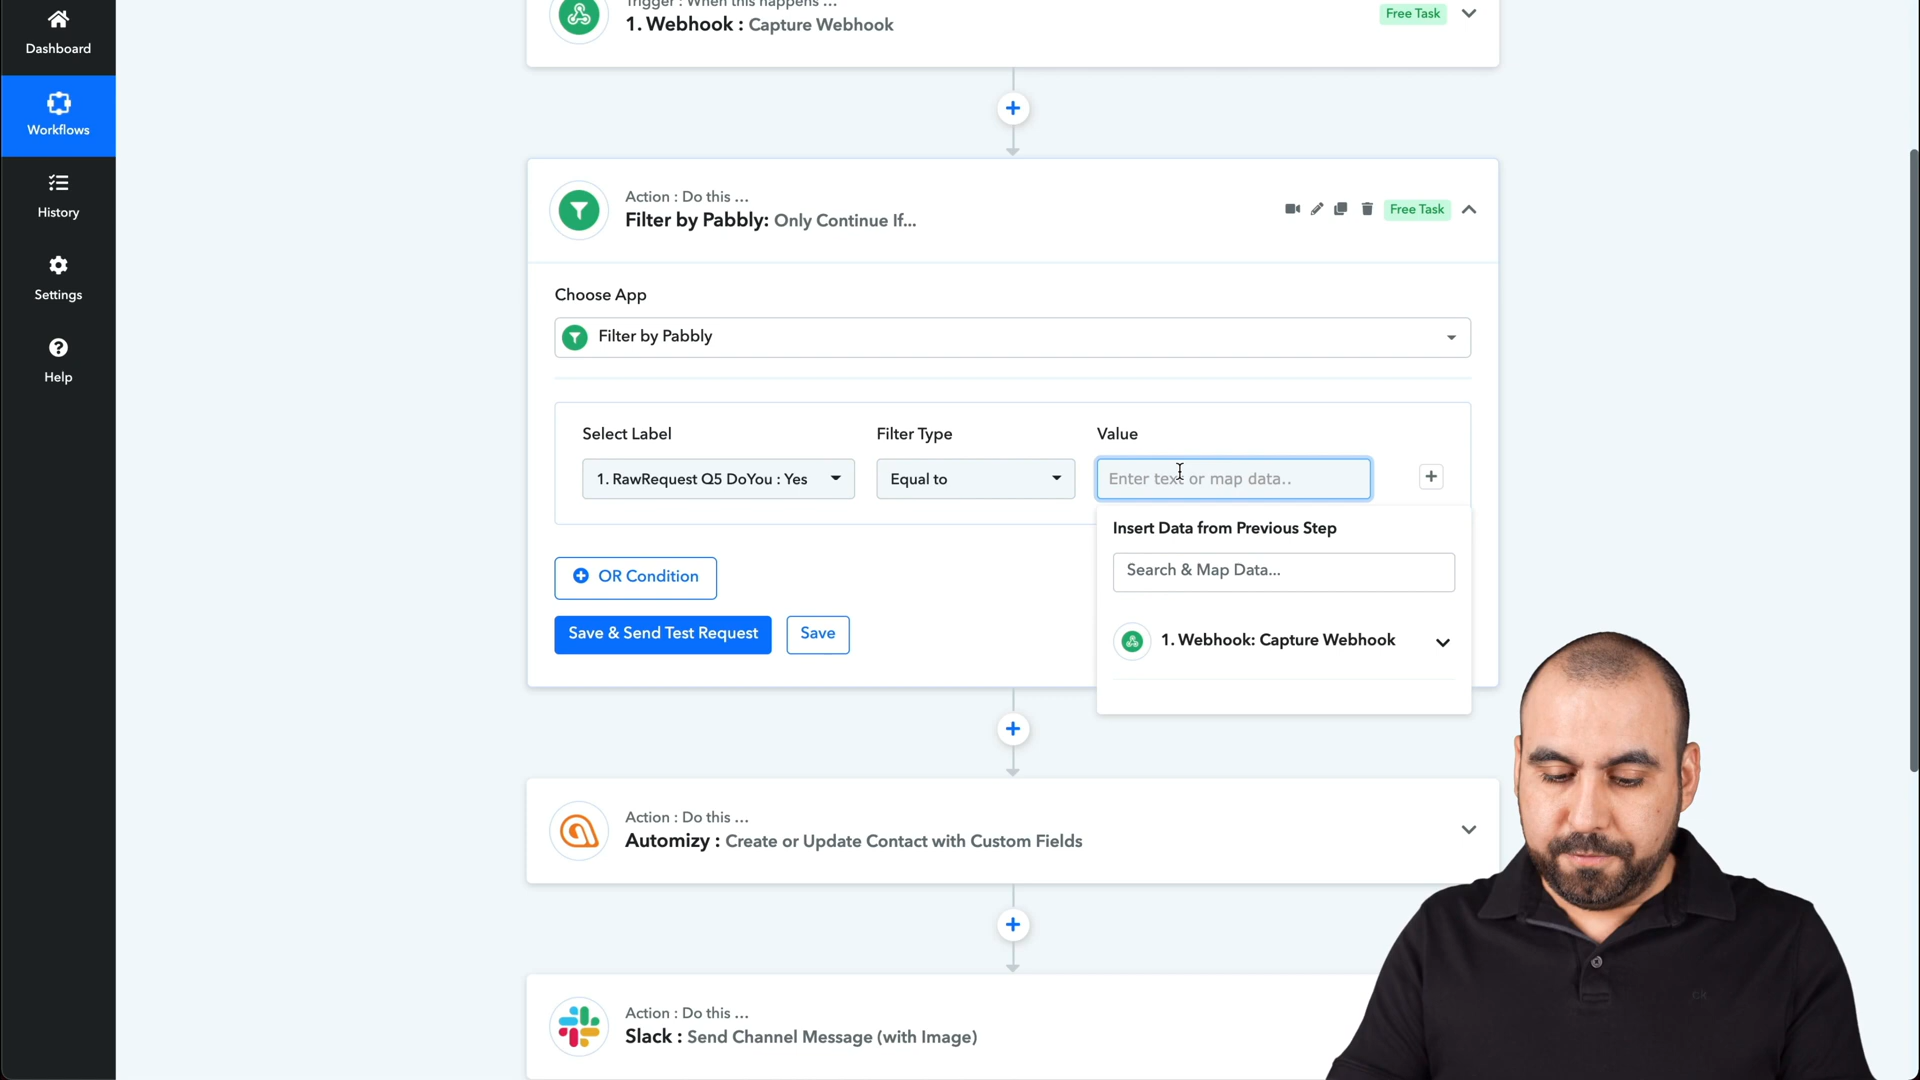 Dashboard
Workflows
History
Settings
Help
Trigger : When this happens ...
1. Webhook : Capture Webhook
Free Task
Action : Do this ...
Filter by Pabbly: Only Continue If...
Free Task
Choose App
Filter by Pabbly
Select Label
Filter Type
Value
1. RawRequest Q5 DoYou : Yes
Equal to
Enter text or map data..
Insert Data from Previous Step
Search & Map Data...
1. Webhook: Capture Webhook
OR Condition
Save & Send Test Request
Save
Action : Do this ...
Automizy : Create or Update Contact with Custom Fields
Action : Do this ...
Slack : Send Channel Message (with Image)